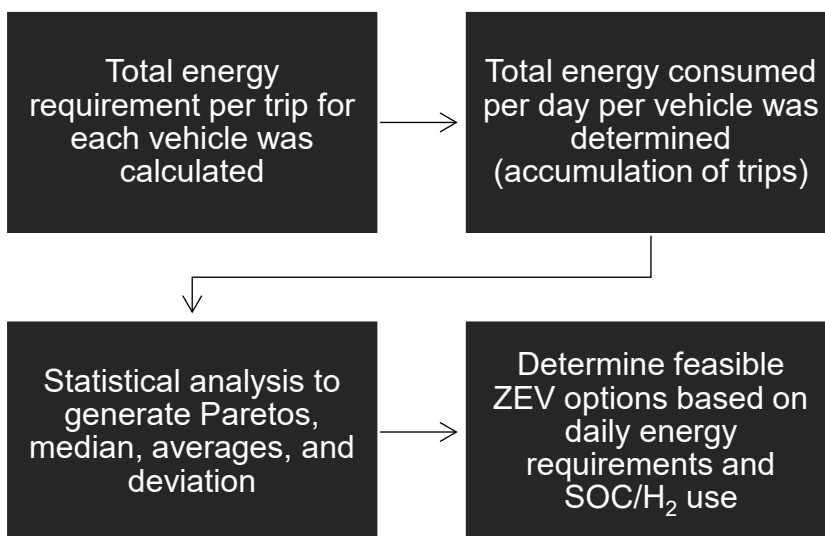 Total energy
requirement per trip for
each vehicle was
calculated
Total energy consumed
per day per vehicle was
determined
(accumulation of trips)
Statistical analysis to
generate Paretos,
median, averages, and
deviation
Determine feasible
ZEV options based on
daily energy
requirements and
SOC/H₂ use